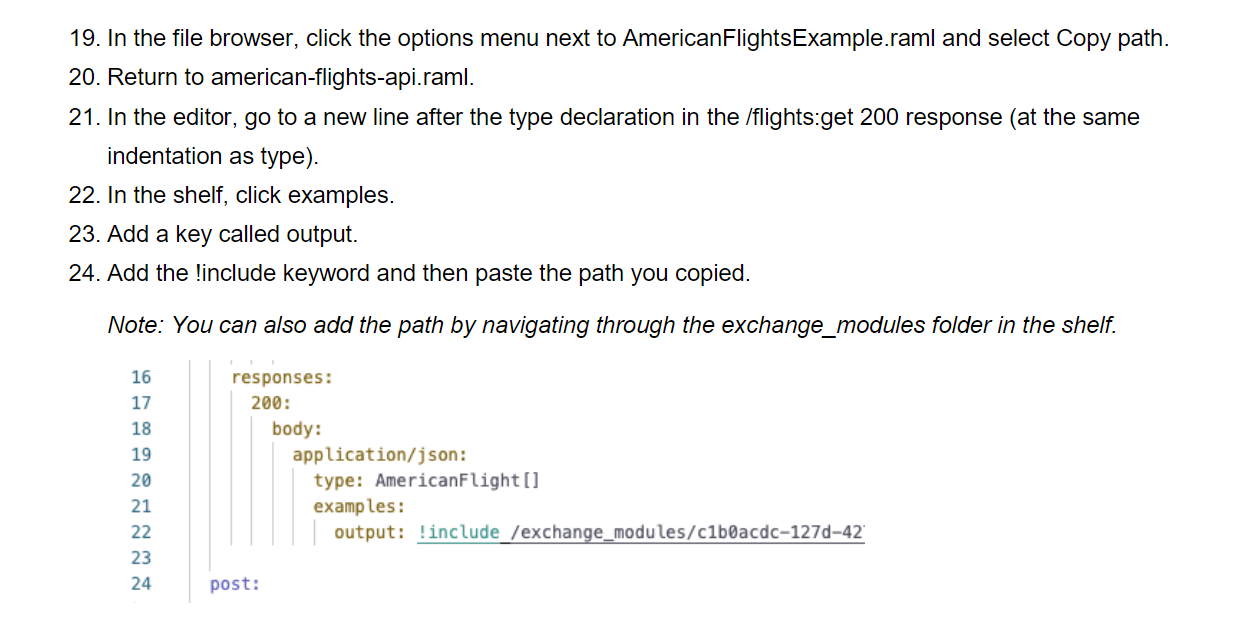 19. In the file browser, click the options menu next to AmericanFlightsExample.raml and select Copy path.
20. Return to american-flights-api.raml.
21. In the editor, go to a new line after the type declaration in the /flights:get 200 response (at the same
indentation as type).
22. In the shelf, click examples.
23. Add a key called output.
24. Add the !include keyword and then paste the path you copied.
Note: You can also add the path by navigating through the exchange_modules folder in the shelf.
16 responses:
17 200:
18 body:
19 application/json:
20 type: AmericanFlight[]
21 examples:
22 output: !include /exchange_modules/c1b0acdc-127d-42
23
24 post: